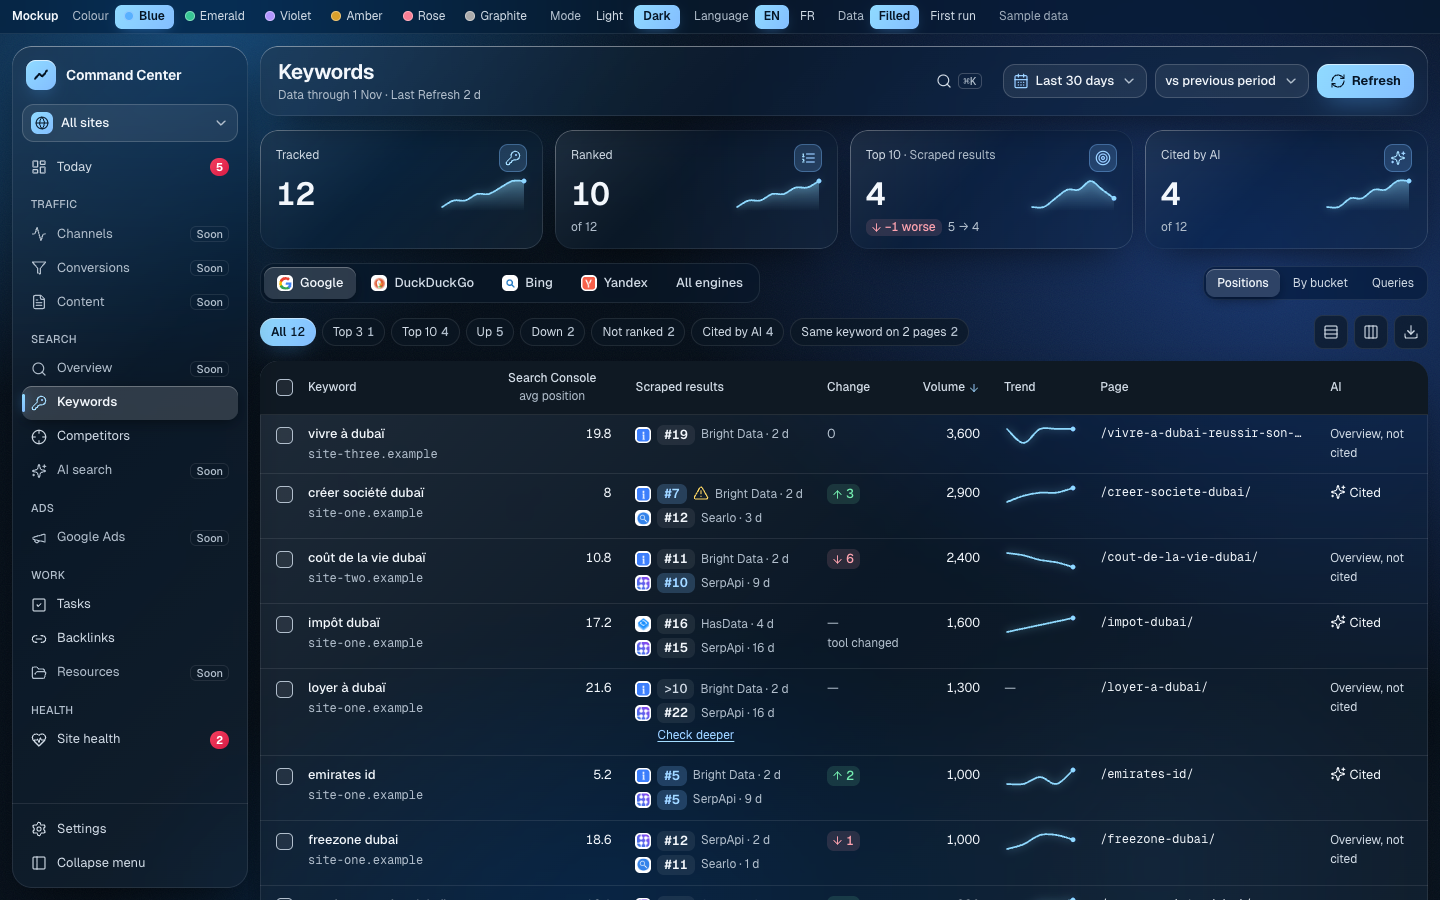 Mockup Colour Blue Emerald Violet Amber Rose Graphite Mode Light Dark Language EN FR Data Filled First run Sample data
Command Center
All sites
Today 5
TRAFFIC
Channels Soon
Conversions Soon
Content Soon
SEARCH
Overview Soon
Keywords
Competitors
AI search Soon
ADS
Google Ads Soon
WORK
Tasks
Backlinks
Resources Soon
HEALTH
Site health 2
Settings
Collapse menu
Keywords
Data through 1 Nov · Last Refresh 2 d
⌘K
Last 30 days
vs previous period
Refresh
Tracked
12
Ranked
10
of 12
Top 10 · Scraped results
4
↓ −1 worse 5 → 4
Cited by AI
4
of 12
Google DuckDuckGo Bing Yandex All engines
Positions By bucket Queries
All 12 Top 3 1 Top 10 4 Up 5 Down 2 Not ranked 2 Cited by AI 4 Same keyword on 2 pages 2
Keyword Search Console Scraped results Change Volume ↓ Trend Page AI
avg position
vivre à dubaï 19.8 #19 Bright Data · 2 d 0 3,600 /vivre-a-dubai-reussir-son-… Overview, not
site-three.example cited
créer société dubaï 8 #7 Bright Data · 2 d ↑ 3 2,900 /creer-societe-dubai/ Cited
site-one.example #12 Searlo · 3 d
coût de la vie dubaï 10.8 #11 Bright Data · 2 d ↓ 6 2,400 /cout-de-la-vie-dubai/ Overview, not
site-two.example #10 SerpApi · 9 d cited
impôt dubaï 17.2 #16 HasData · 4 d — 1,600 /impot-dubai/ Cited
site-one.example #15 SerpApi · 16 d tool changed
loyer à dubaï 21.6 >10 Bright Data · 2 d — 1,300 — /loyer-a-dubai/ Overview, not
site-one.example #22 SerpApi · 16 d cited
Check deeper
emirates id 5.2 #5 Bright Data · 2 d ↑ 2 1,000 /emirates-id/ Cited
site-one.example #5 SerpApi · 9 d
freezone dubai 18.6 #12 SerpApi · 2 d ↓ 1 1,000 /freezone-dubai/ Overview, not
site-one.example #11 Searlo · 1 d cited